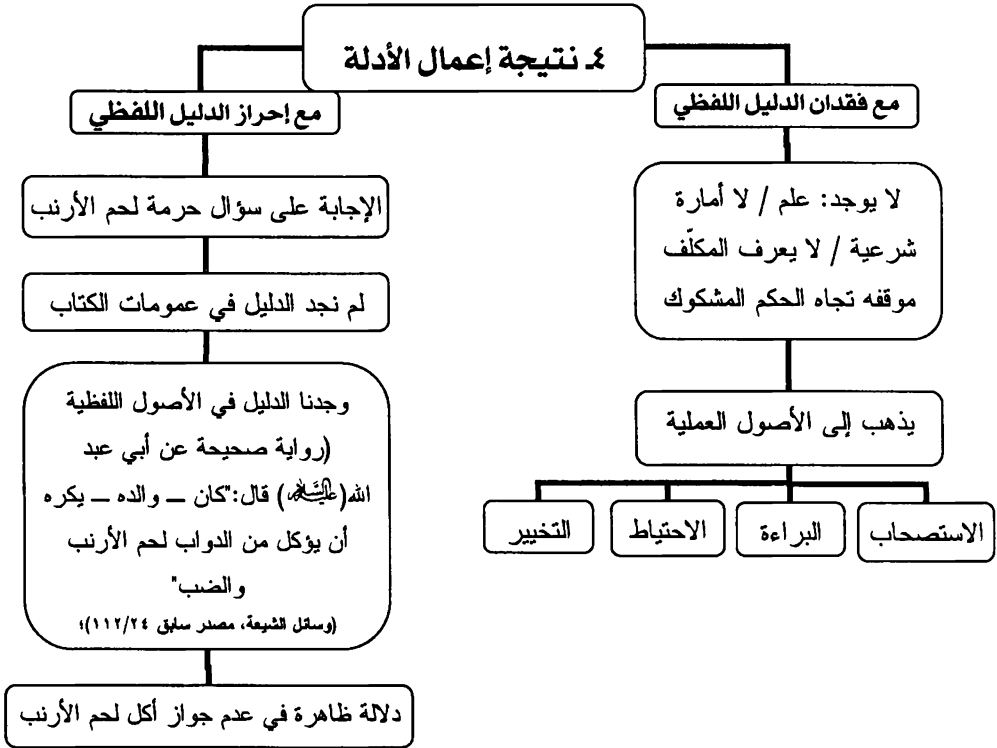 ٤ـ نتيجة إعمال الأدلة
مع فقدان الدليل اللفظي
لا يوجد: علم / لا أمارة
شرعية / لا يعرف المكلّف
موقفه تجاه الحكم المشكوك
يذهب إلى الأصول العملية
الاستصحاب
البراءة
الاحتياط
التخيير
مع إحراز الدليل اللفظي
الإجابة على سؤال حرمة لحم الأرنب
لم نجد الدليل في عمومات الكتاب
وجدنا الدليل في الأصول اللفظية
(رواية صحيحة عن أبي عبد
الله(عليه السلام) قال:"كان ــ والده ــ يكره
أن يؤكل من الدواب لحم الأرنب
والضب"
(وسائل الشيعة، مصدر سابق ١١٢/٢٤)؛
دلالة ظاهرة في عدم جواز أكل لحم الأرنب